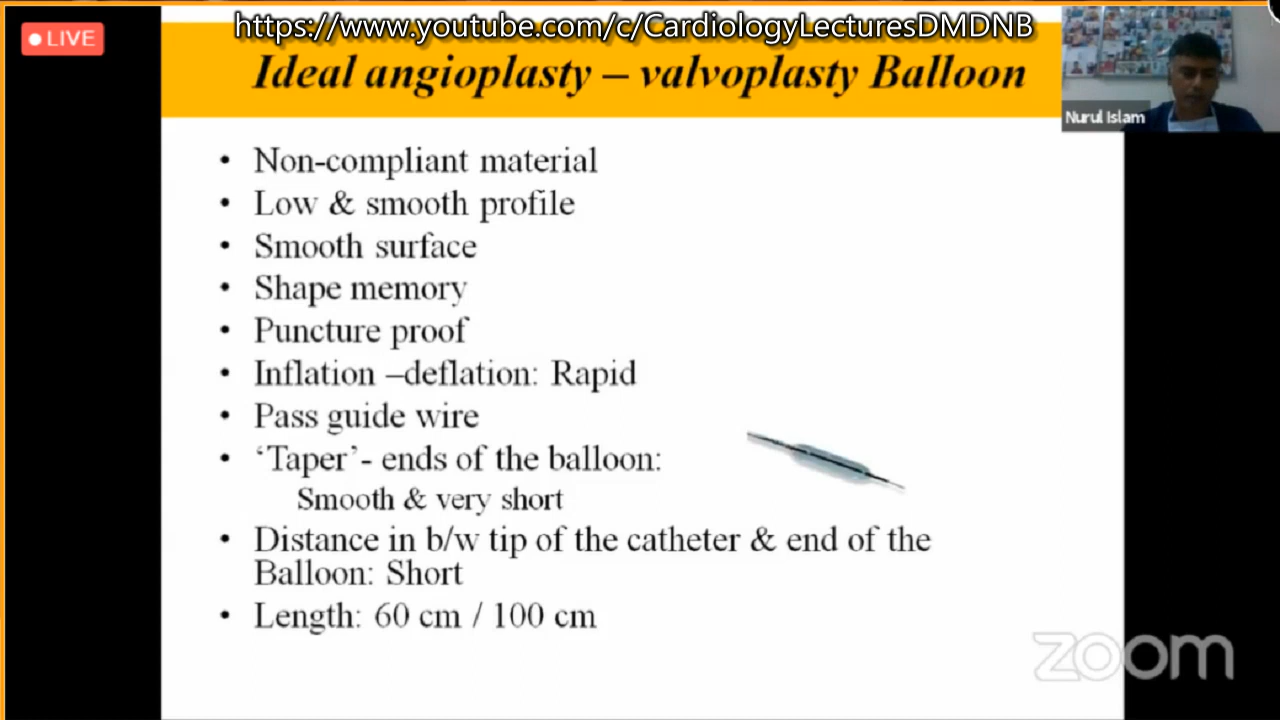 https://www.youtube.com/c/CardiologyLecturesDMDNB
LIVE
Ideal angioplasty – valvoplasty Balloon
Nurul Islam
• Non-compliant material
• Low & smooth profile
• Smooth surface
• Shape memory
• Puncture proof
• Inflation –deflation: Rapid
• Pass guide wire
• ‘Taper’- ends of the balloon:
Smooth & very short
• Distance in b/w tip of the catheter & end of the
Balloon: Short
• Length: 60 cm / 100 cm
zoom